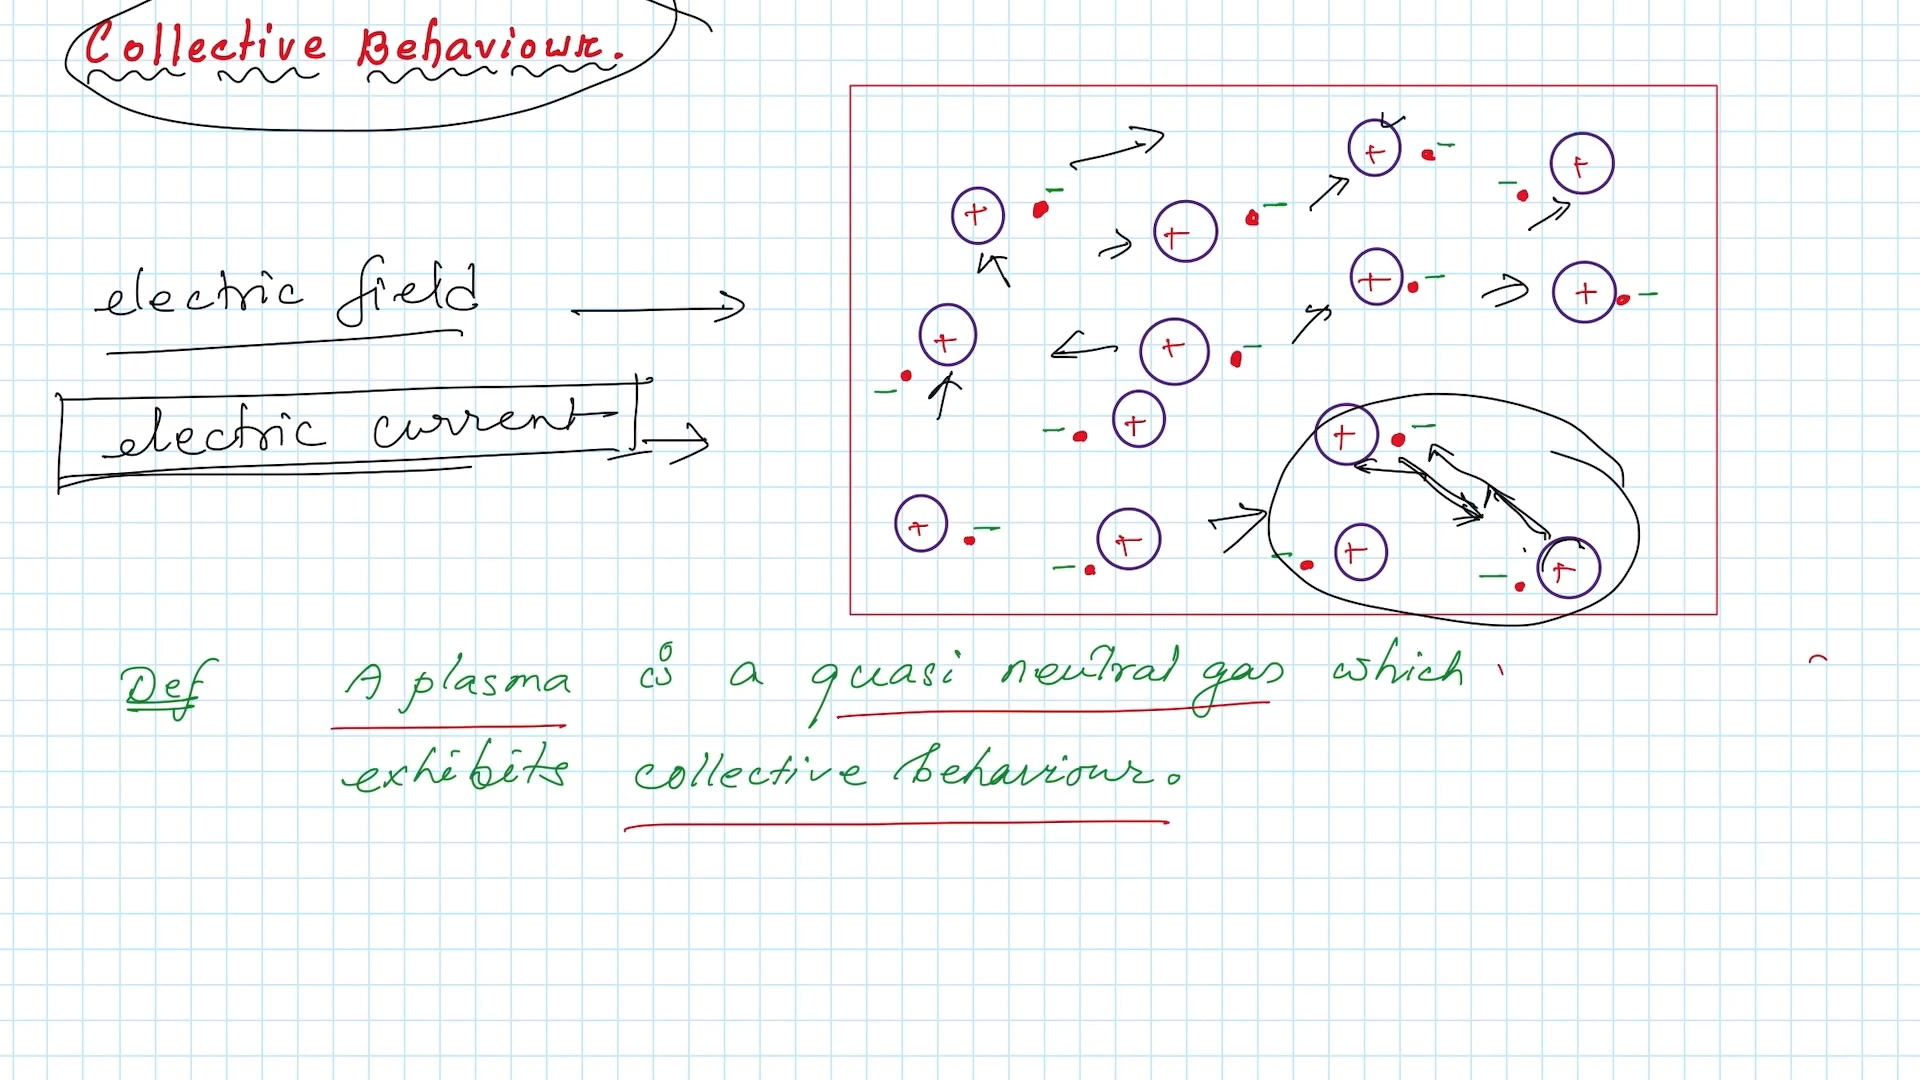 Collective Behaviour.
electric field
electric current
Def A plasma is a quasi neutral gas which
exhibits collective behaviour.